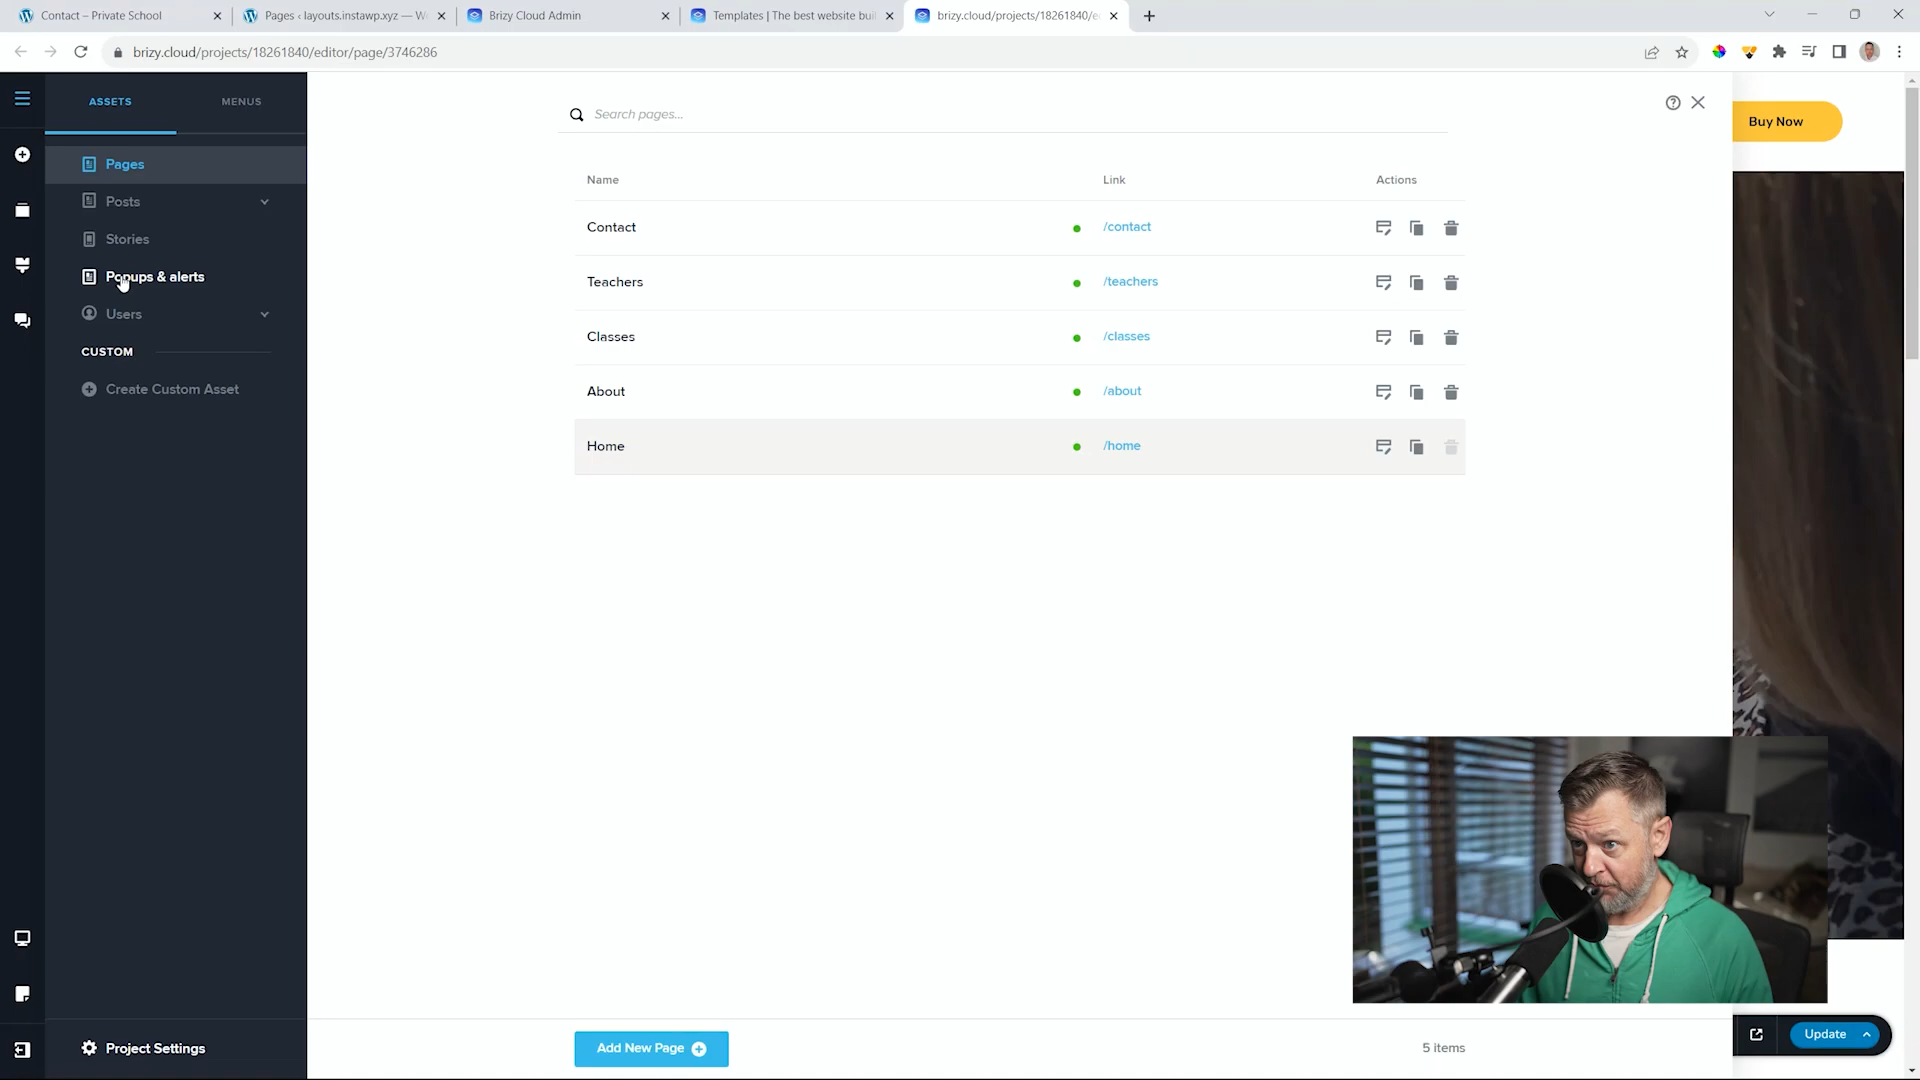 Contact – Private School
Pages ‹ layouts.instawp.xyz — W
Brizy Cloud Admin
Templates | The best website bui
brizy.cloud/projects/18261840/e
brizy.cloud/projects/18261840/editor/page/3746286
ASSETS
MENUS
Search pages...
Buy Now
Pages
Posts
Stories
Popups & alerts
Users
CUSTOM
Create Custom Asset
Name
Link
Actions
Contact
/contact
Teachers
/teachers
Classes
/classes
About
/about
Home
/home
Project Settings
Add New Page
5 items
Update